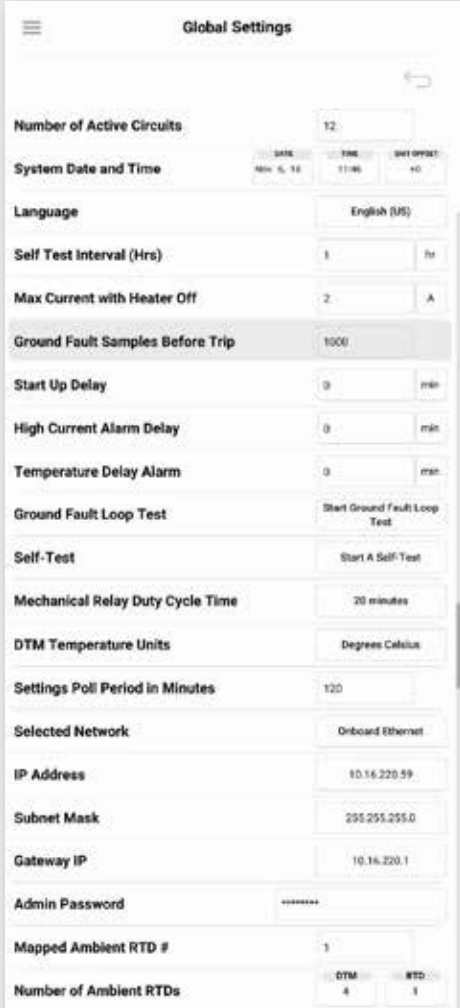 Global Settings
Number of Active Circuits 12
DATE TIME GMT OFFSET
System Date and Time Nov 6, 18 11:46 +0
Language English (US)
Self Test Interval (Hrs) 1 hr
Max Current with Heater Off 2 A
Ground Fault Samples Before Trip 1000
Start Up Delay 0 min
High Current Alarm Delay 0 min
Temperature Delay Alarm 0 min
Ground Fault Loop Test Start Ground Fault Loop
Test
Self-Test Start A Self-Test
Mechanical Relay Duty Cycle Time 20 minutes
DTM Temperature Units Degrees Celsius
Settings Poll Period in Minutes 120
Selected Network Onboard Ethernet
IP Address 10.16.220.59
Subnet Mask 255.255.255.0
Gateway IP 10.16.220.1
Admin Password ••••••••
Mapped Ambient RTD # 1
DTM RTD
Number of Ambient RTDs 4 1